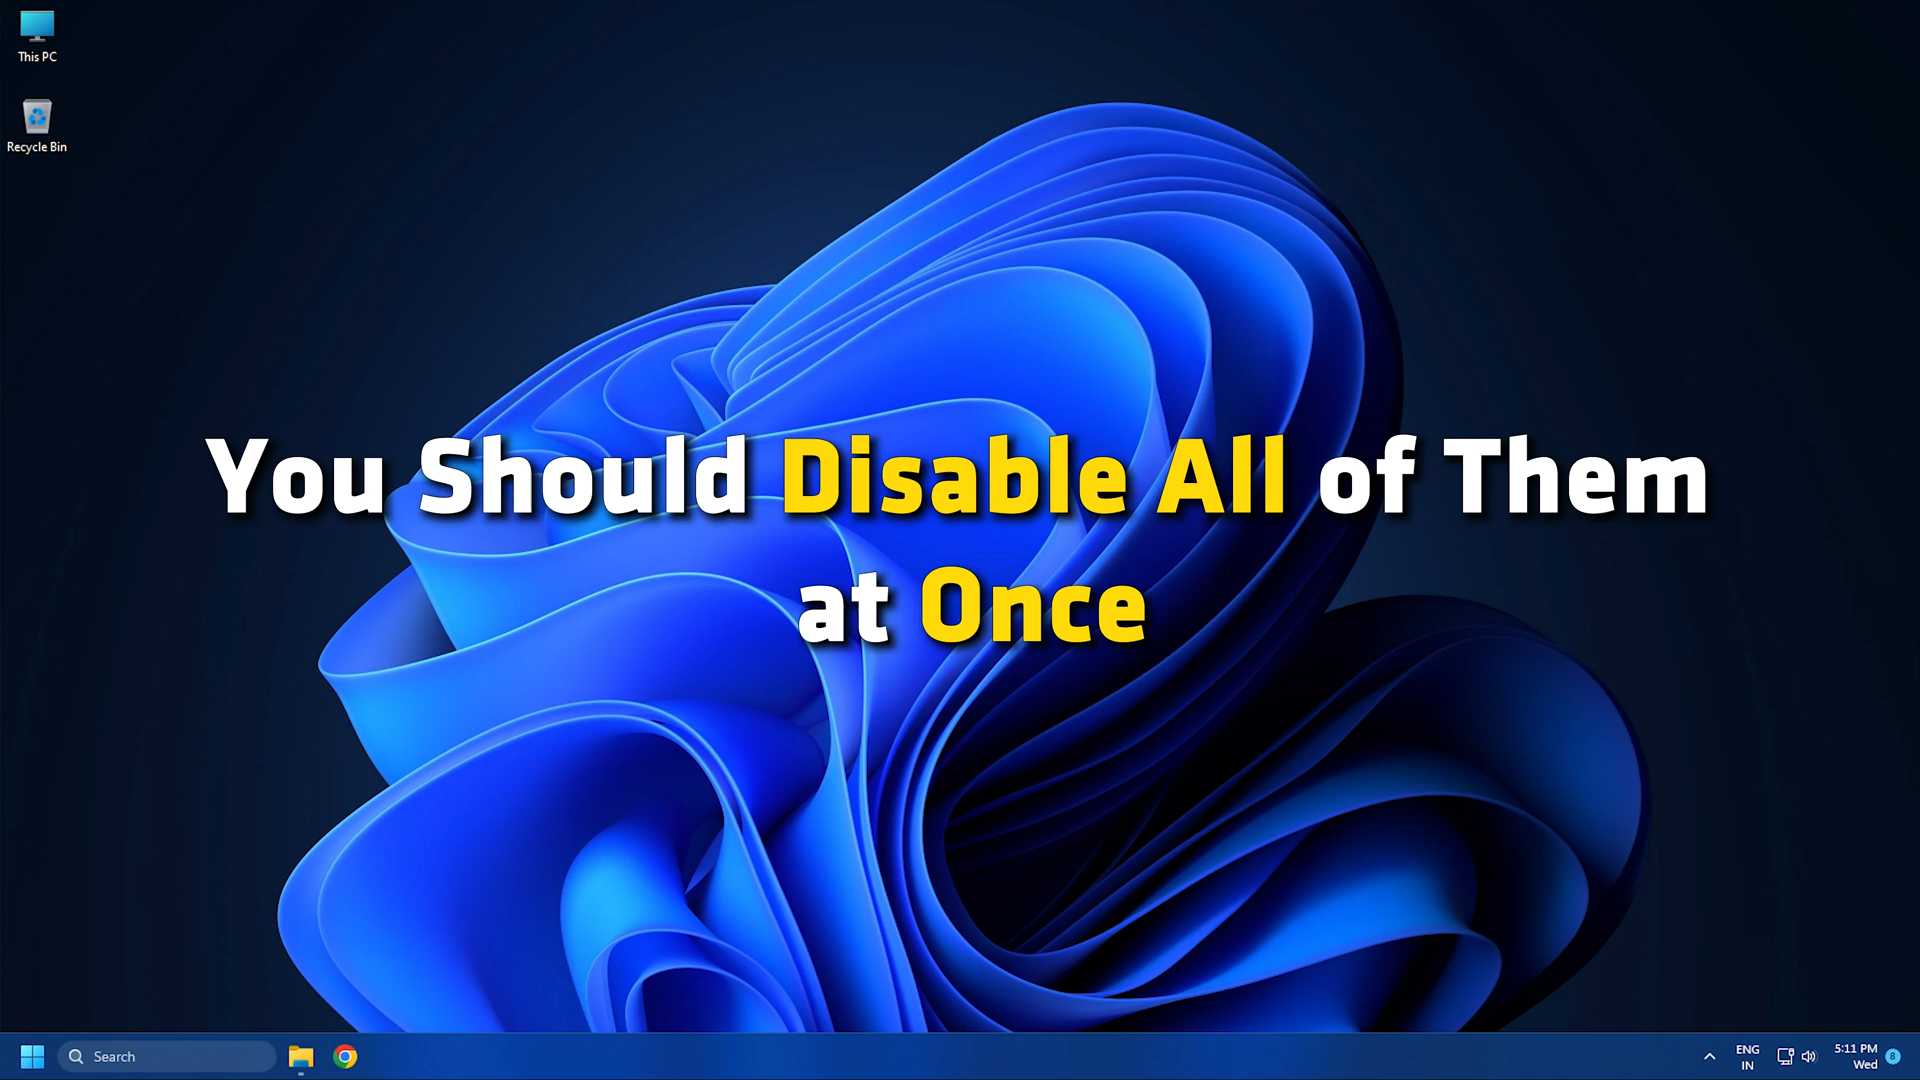 This PC
Recycle Bin
You Should Disable All of Them
at Once
Search
ENG
IN
5:11 PM
Wed
8